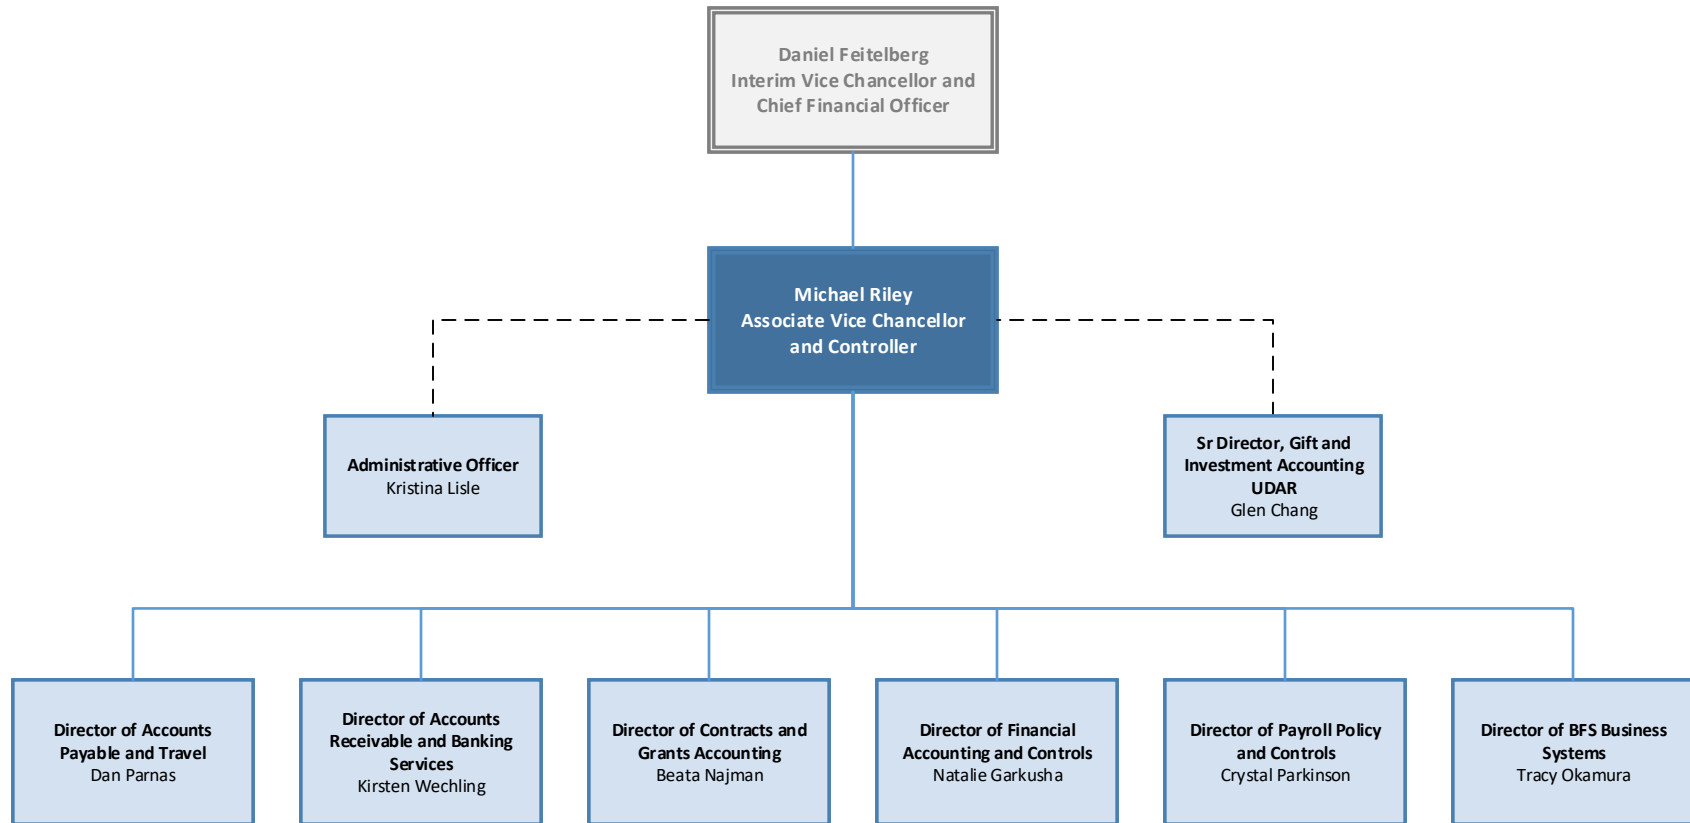 Daniel Feitelberg
Interim Vice Chancellor and
Chief Financial Officer
Michael Riley
Associate Vice Chancellor
and Controller
Administrative Officer
Kristina Lisle
Sr Director, Gift and
Investment Accounting
UDAR
Glen Chang
Director of Accounts
Payable and Travel
Dan Parnas
Director of Accounts
Receivable and Banking
Services
Kirsten Wechling
Director of Contracts and
Grants Accounting
Beata Najman
Director of Financial
Accounting and Controls
Natalie Garkusha
Director of Payroll Policy
and Controls
Crystal Parkinson
Director of BFS Business
Systems
Tracy Okamura